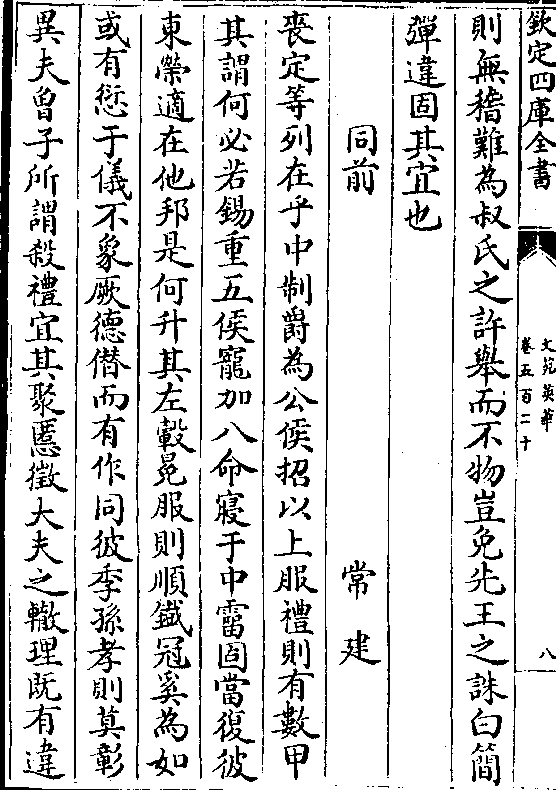 欽定四庫全書
文苑英華
卷五百二十
八
則無稽難為叔氏之許舉而不物豈免先王之誅白簡
彈違固其宜也
同前 常建
喪定等列在乎中制爵為公侯招以上服禮則有數甲
其謂何必若錫重五侯寵加八命寢于中霤固當復彼
東滎適在他邦是何升其左轂冕服則順鉞冠奚為如
或有愆于儀不象厥德僭而有作同彼季孫孝則莫彰
異夫曾子所謂殺禮宜其聚慝徵大夫之轍理既有違